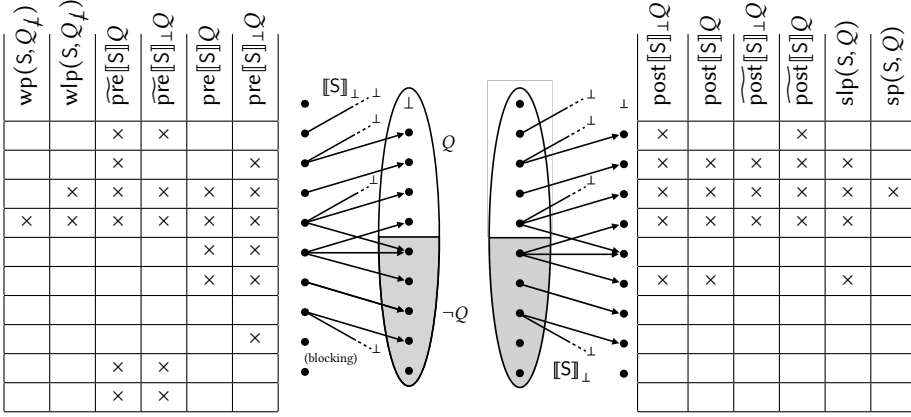 wp(S, Q⊥̸)
wlp(S, Q⊥̸)
p̃re⟦S⟧Q
p̃re⟦S⟧⊥Q
pre⟦S⟧Q
pre⟦S⟧⊥Q
× ×
× ×
× × × × ×
× × × × × ×
× ×
× ×
×
× ×
× ×
⟦S⟧⊥
⊥
⊥
⊥
⊥
⊥
Q
¬Q
(blocking)
⊥
⊥
⊥
⊥
⊥
⟦S⟧⊥
post⟦S⟧⊥Q
post⟦S⟧Q
p̃ost⟦S⟧⊥Q
p̃ost⟦S⟧Q
slp(S, Q)
sp(S, Q)
× ×
× × × × ×
× × × × × ×
× × × × ×
× × ×